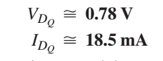 V_{D_Q} ≅ 0.78 V
I_{D_Q} ≅ 18.5 mA